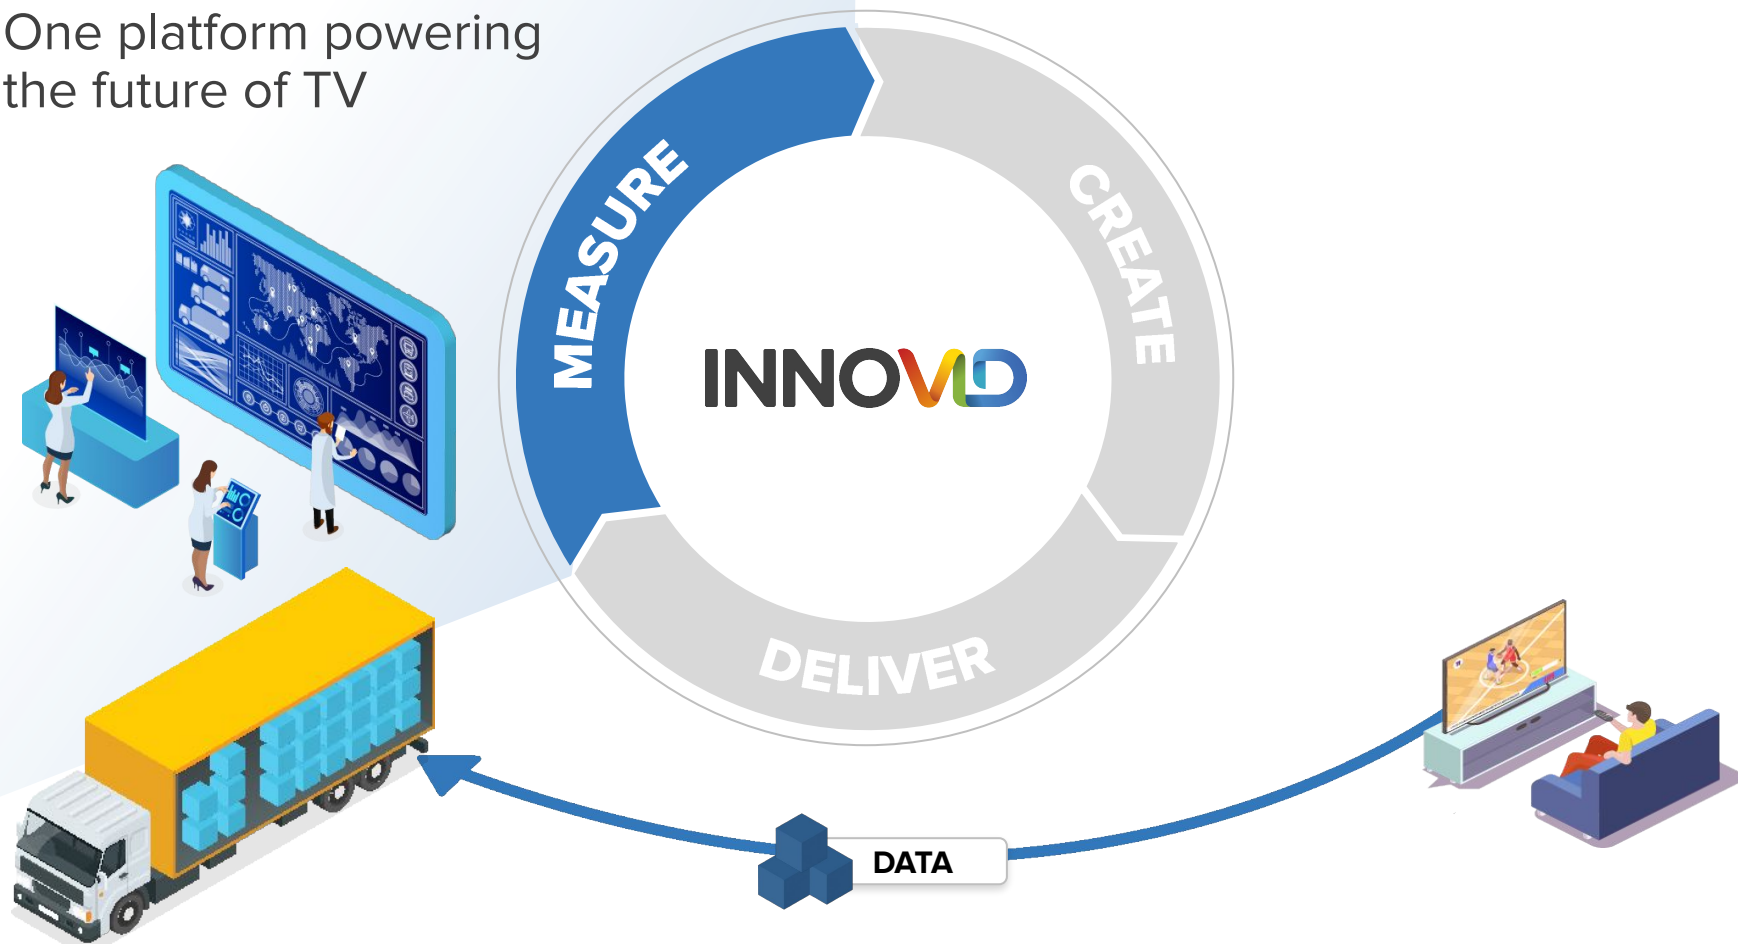 One platform powering
the future of TV
MEASURE
CREATE
INNOVID
DELIVER
DATA